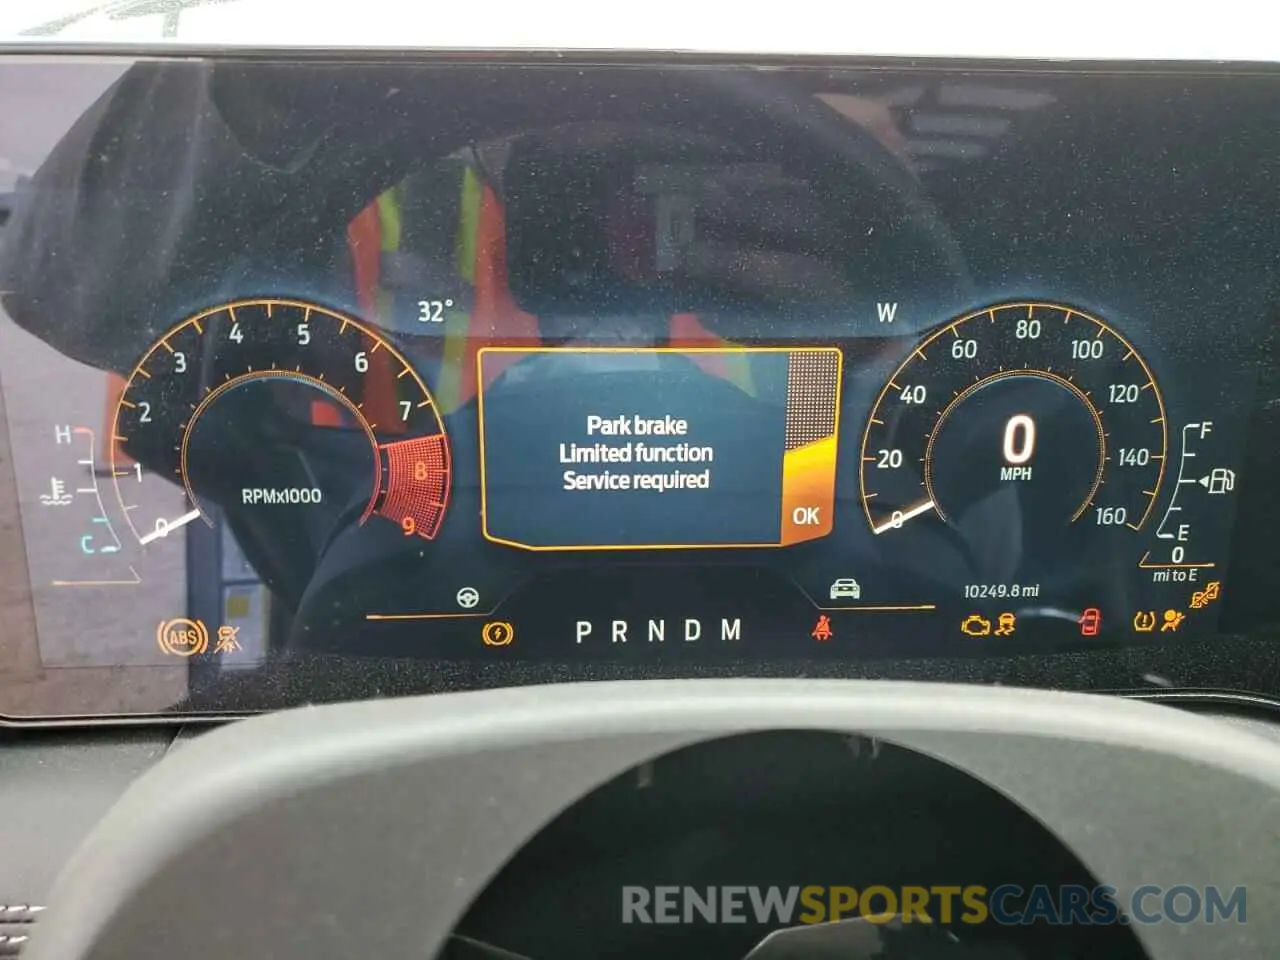 32°
W
4 5
3 6
2 7
1 8
0 9
RPMx1000
H
C
Park brake
Limited function
Service required
OK
80
60 100
40 120
20 140
0 160
0
MPH
F
E
0
mi to E
10249.8 mi
ABS
P R N D M
RENEWSPORTSCARS.COM